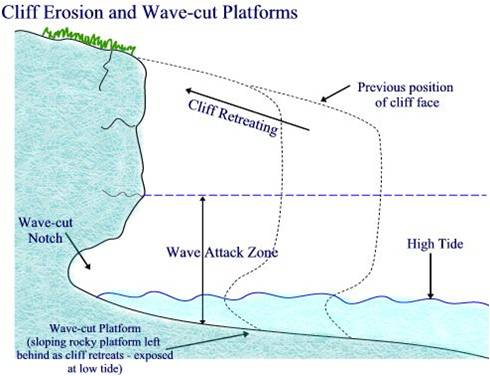 Cliff Erosion and Wave-cut Platforms
Previous position
of cliff face
Cliff Retreating
Wave-cut
Notch
Wave Attack Zone
High Tide
Wave-cut Platform
(sloping rocky platform left
behind as cliff retreats - exposed
at low tide)